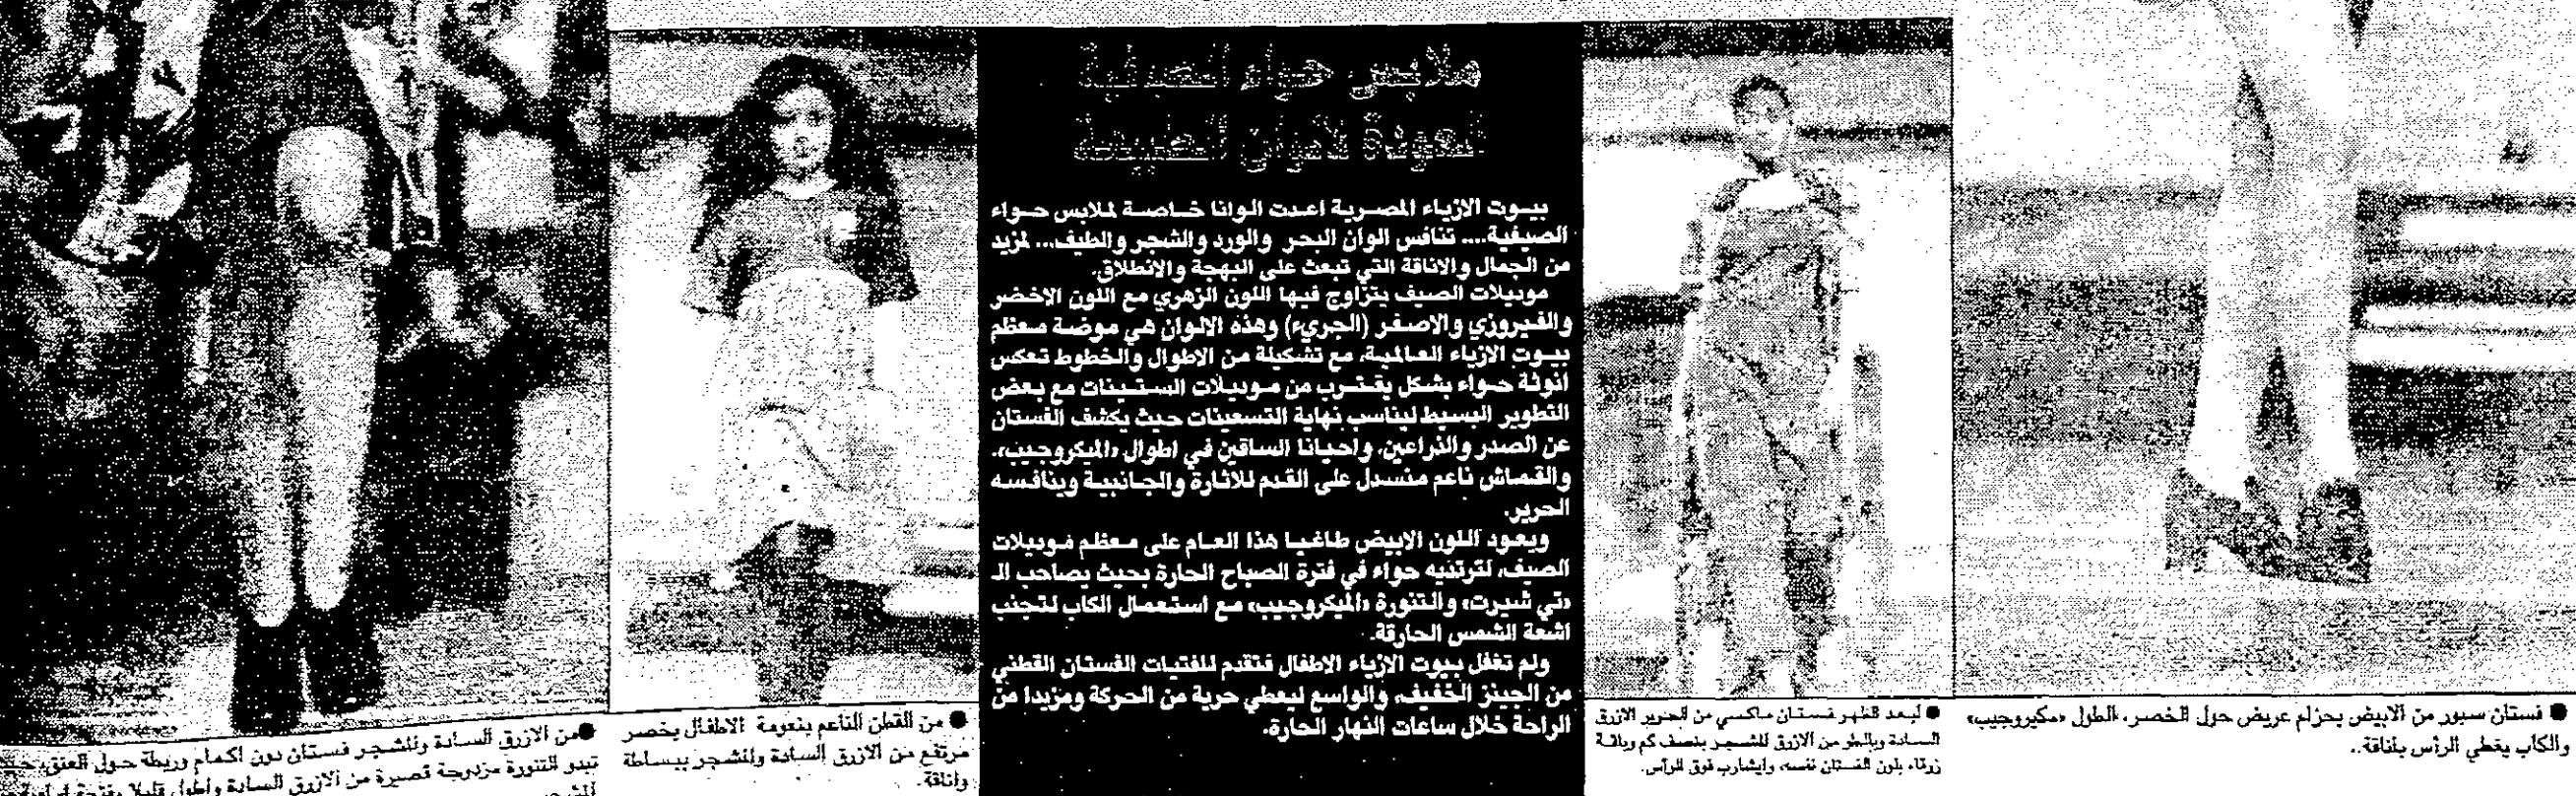 ملابس حواء الصيفية
العودة لألوان الطبيعة
بيوت الازياء المصرية اعدت الوانا خاصة لملابس حواء
الصيفية.... تنافس الوان البحر والورد والشجر والطيف... لمزيد
من الجمال والاناقة التي تبعث على البهجة والانطلاق.
موديلات الصيف يتزاوج فيها اللون الزهري مع اللون الاخضر
والفيروزي والاصفر (الجريء) وهذه الالوان هي موضة معظم
بيوت الازياء العالمية، مع تشكيلة من الاطوال والخطوط تعكس
انوثة حواء بشكل يقترب من موديلات الستينات مع بعض
التطوير البسيط ليناسب نهاية التسعينات حيث يكشف الفستان
عن الصدر والذراعين، واحيانا الساقين في اطوال «الميكروجيب».
والقماش ناعم منسدل على القدم للاثارة والجاذبية وينافسه
الحرير.
ويعود اللون الابيض طاغيا هذا العام على معظم موديلات
الصيف، لترتديه حواء في فترة الصباح الحارة بحيث يصاحب الـ
«تي شيرت» والتنورة «الميكروجيب» مع استعمال الكاب لتجنب
اشعة الشمس الحارقة.
ولم تغفل بيوت الازياء الاطفال فتقدم للفتيات الفستان القطني
من الجينز الخفيف، والواسع ليعطي حرية من الحركة ومزيدا من
الراحة خلال ساعات النهار الحارة.
● فستان سبور من الابيض بحزام عريض حول الخصر، الطول «مكيروجيب»
والكاب يغطي الرأس بأناقة..
● لبعد الظهر فستان ماكسي من الحرير الازرق
السادة وبالطو من الازرق المشجر بنصف كم وياقة
زرقاء بلون الفستان نفسه، وايشارب فوق الرأس.
● من القطن الناعم بنعومة الاطفال بخصر
مرتفع من الازرق السادة والمشجر ببساطة
واناقة.
● من الازرق السادة والمشجر فستان دون اكمام وربطة حول العنق،
تبدو التنورة مزدوجة قصيرة من الازرق السادة واطول قليلا